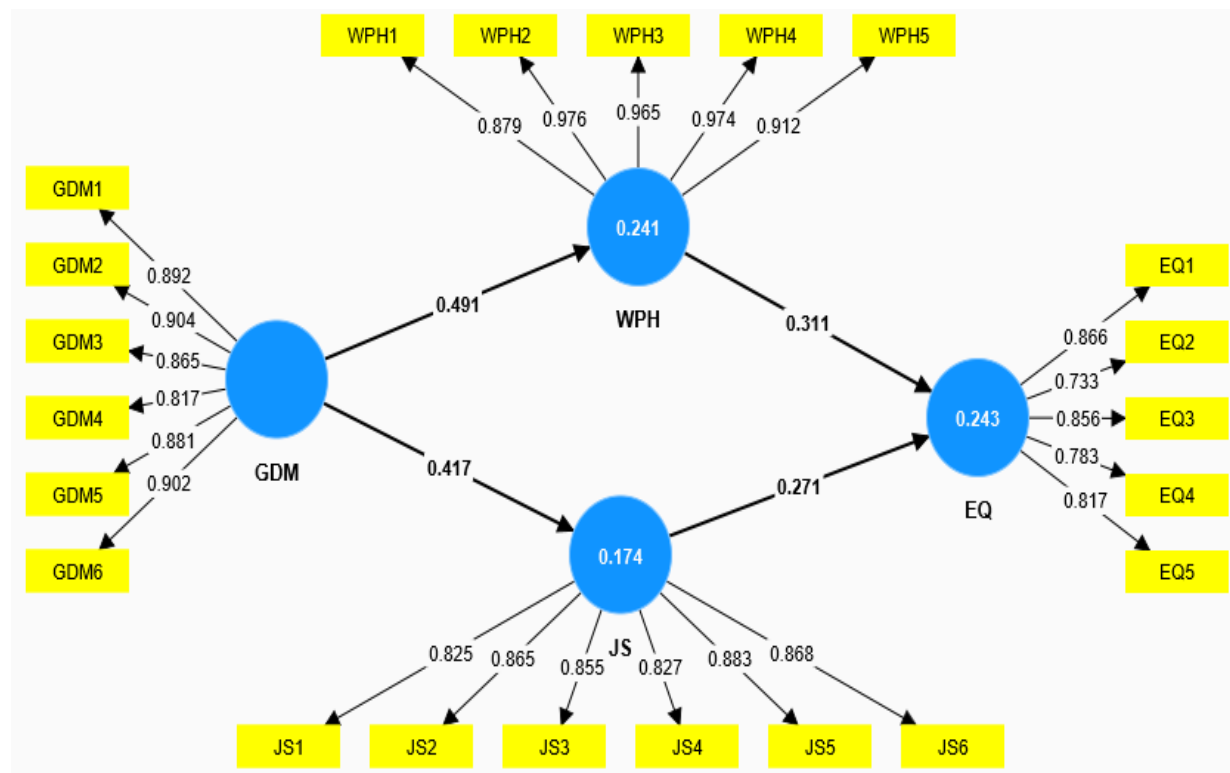 WPH1 WPH2 WPH3 WPH4 WPH5
0.879 0.976 0.965 0.974 0.912
GDM1
GDM2
GDM3
GDM4
GDM5
GDM6
0.892
0.904
0.865
0.817
0.881
0.902
GDM
0.491
0.417
0.241
WPH
0.311
0.174
JS
0.271
0.243
EQ
0.866
0.733
0.856
0.783
0.817
EQ1
EQ2
EQ3
EQ4
EQ5
0.825 0.865 0.855 0.827 0.883 0.868
JS1 JS2 JS3 JS4 JS5 JS6